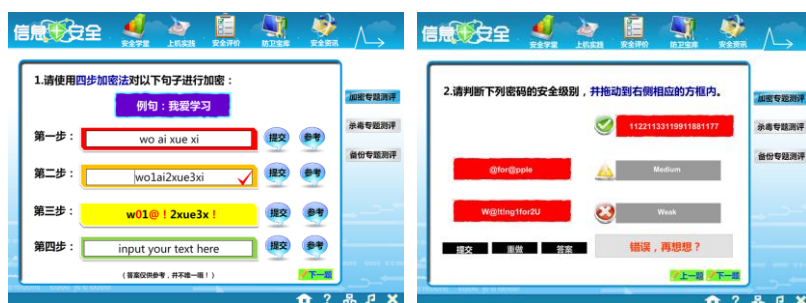 信息安全
安全学堂 上机实践 安全评价 防卫宝库 安全资讯
1.请使用四步加密法对以下句子进行加密：
例句：我爱学习
第一步： wo ai xue xi 提交 参考
第二步： wo1ai2xue3xi 提交 参考
第三步： w01@！2xue3x！ 提交 参考
第四步： input your text here 提交 参考
（答案仅供参考，并不唯一哦！） 下一题
加密专题测评
杀毒专题测评
备份专题测评
信息安全
安全学堂 上机实践 安全评价 防卫宝库 安全资讯
2.请判断下列密码的安全级别，并拖动到右侧相应的方框内。
11221133119911881177
@for@pple Medium
W@lting1for2U Weak
提交 重做 答案 错误，再想想？
上一题 下一题
加密专题测评
杀毒专题测评
备份专题测评